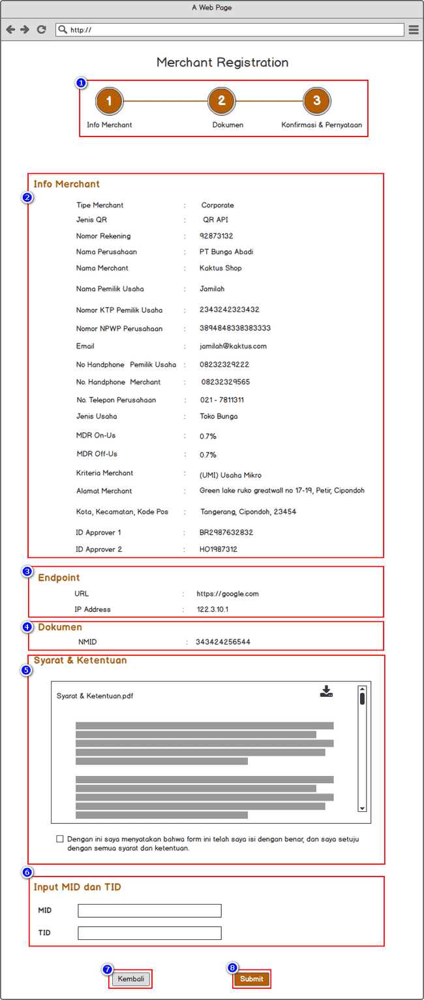 A Web Page
http://
Merchant Registration
1
1 2 3
Info Merchant Dokumen Konfirmasi & Pernyataan
Info Merchant
2
Tipe Merchant : Corporate
Jenis QR : QR API
Nomor Rekening : 92873132
Nama Perusahaan : PT Bunga Abadi
Nama Merchant : Kaktus Shop
Nama Pemilik Usaha : Jamilah
Nomor KTP Pemilik Usaha : 2343242323432
Nomor NPWP Perusahaan : 3894848338383333
Email : jamilah@kaktus.com
No Handphone Pemilik Usaha : 08232329222
No. Handphone Merchant : 08232329565
No. Telepon Perusahaan : 021 - 7811311
Jenis Usaha : Toko Bunga
MDR On-Us : 0.7%
MDR Off-Us : 0.7%
Kriteria Merchant : (UMI) Usaha Mikro
Alamat Merchant : Green lake ruko greatwall no 17-19, Petir, Cipondoh
Kota, Kecamatan, Kode Pos : Tangerang, Cipondoh, 23454
ID Approver 1 : BR2987632832
ID Approver 2 : HO1987312
3
Endpoint
URL : https://google.com
IP Address : 122.3.10.1
4
Dokumen
NMID : 343424256544
Syarat & Ketentuan
5
Syarat & Ketentuan.pdf
Dengan ini saya menyatakan bahwa form ini telah saya isi dengan benar, dan saya setuju
dengan semua syarat dan ketentuan.
6
Input MID dan TID
MID
TID
7 8
Kembali Submit